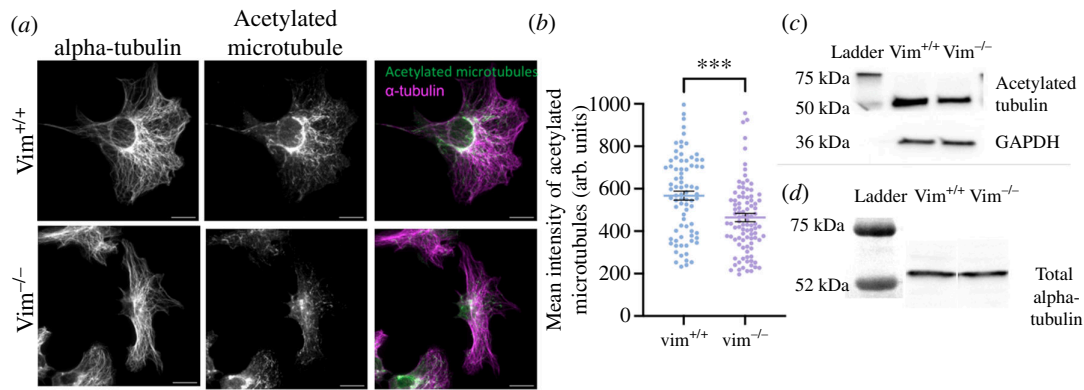 (a)
alpha-tubulin
Acetylated
microtubule
Vim+/+
Vim−/−
Acetylated microtubules
α-tubulin
(b)
***
Mean intensity of acetylated
microtubules (arb. units)
1000
800
600
400
200
0
vim+/+
vim−/−
(c)
Ladder Vim+/+ Vim−/−
75 kDa
50 kDa
36 kDa
Acetylated
tubulin
GAPDH
(d)
Ladder Vim+/+ Vim−/−
75 kDa
52 kDa
Total
alpha-
tubulin